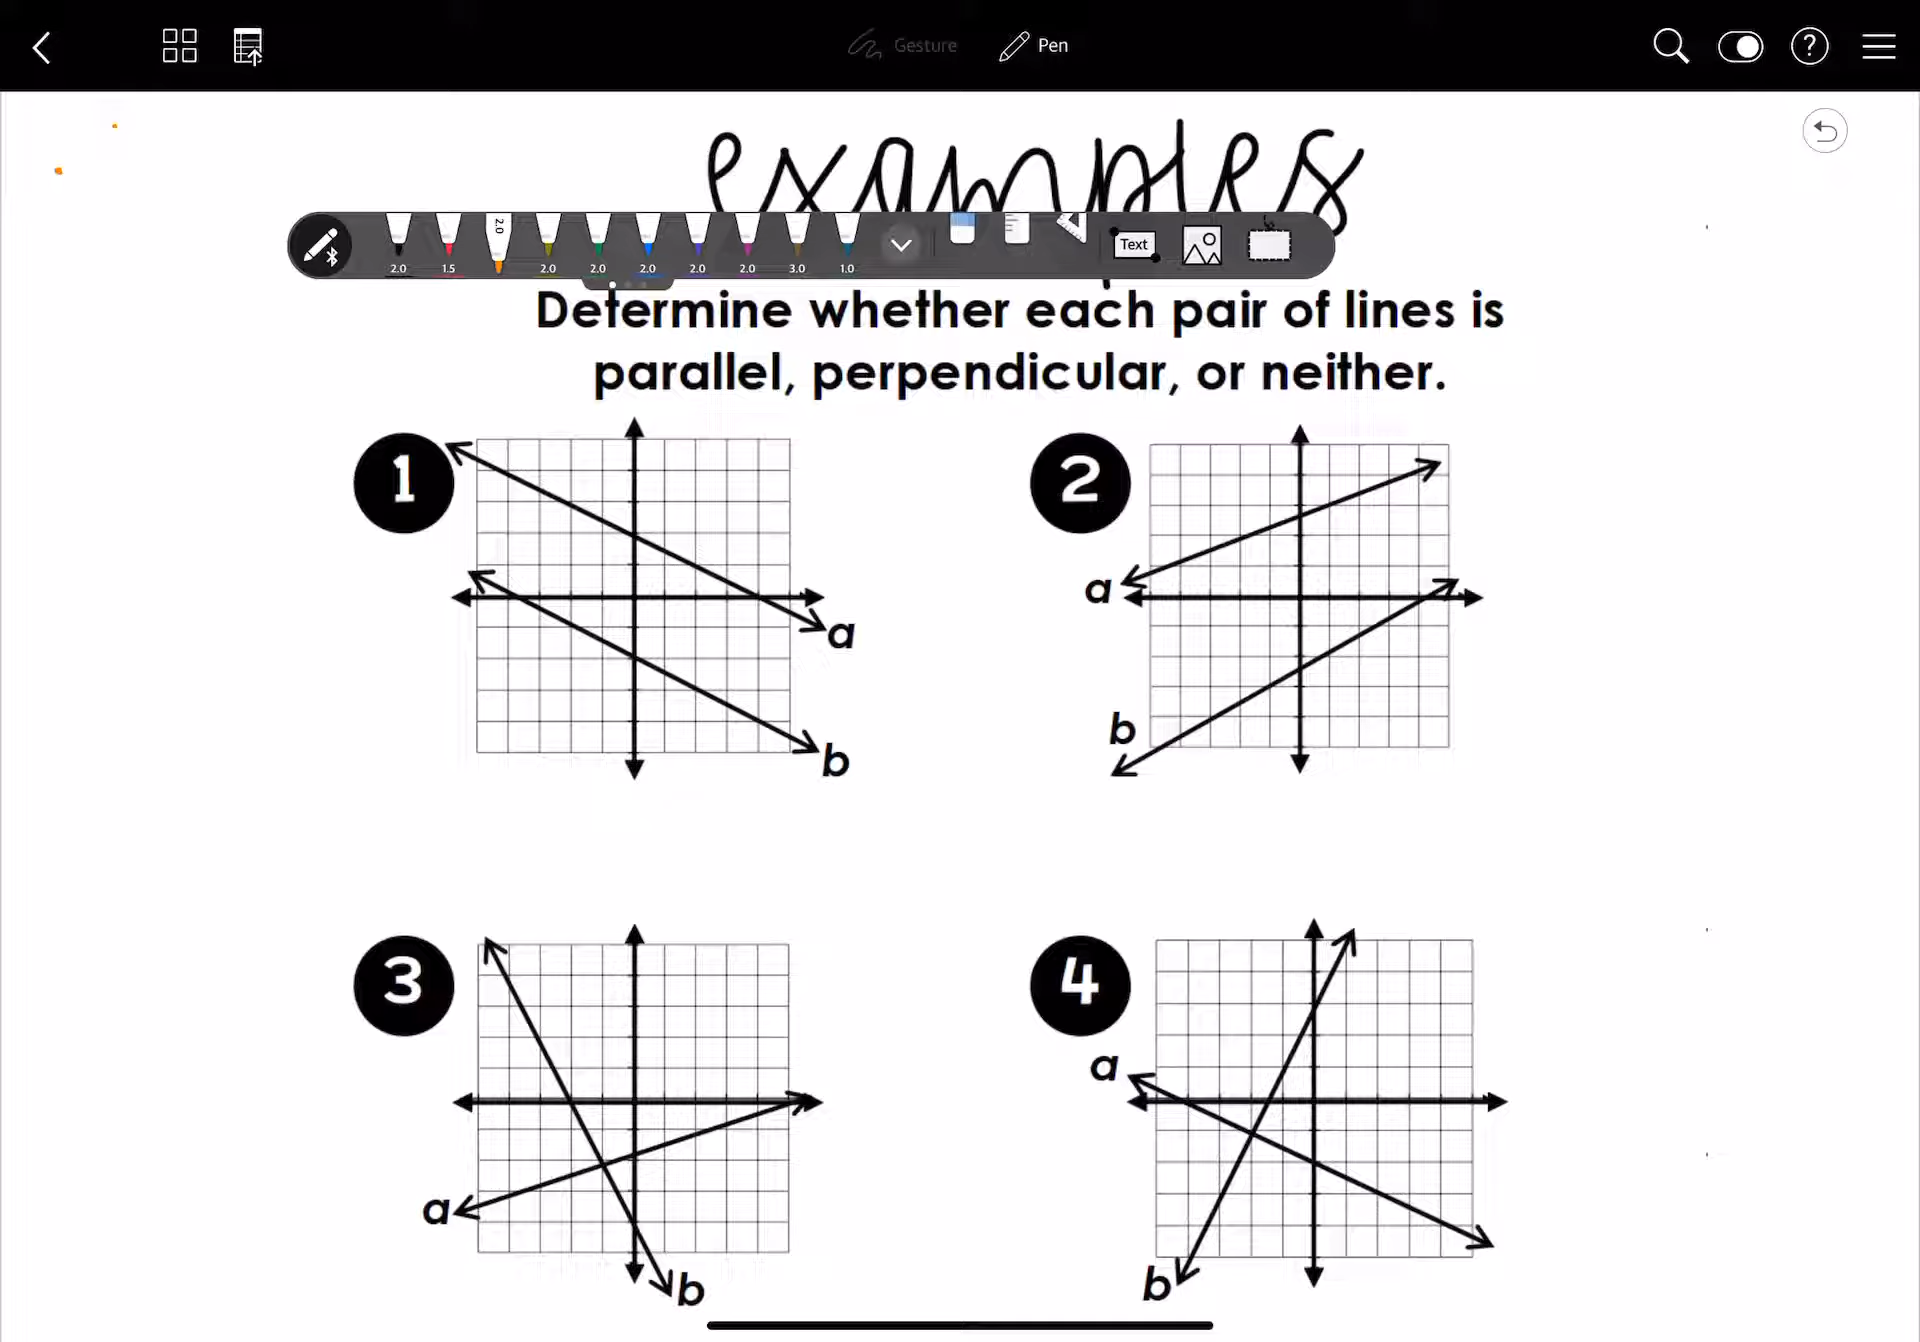 Gesture Pen
examples
2.0 1.5 2.0 2.0 2.0 2.0 2.0 2.0 3.0 1.0 Text
Determine whether each pair of lines is
parallel, perpendicular, or neither.
1 2
a
a
b
b
3 4
a
a
b
b